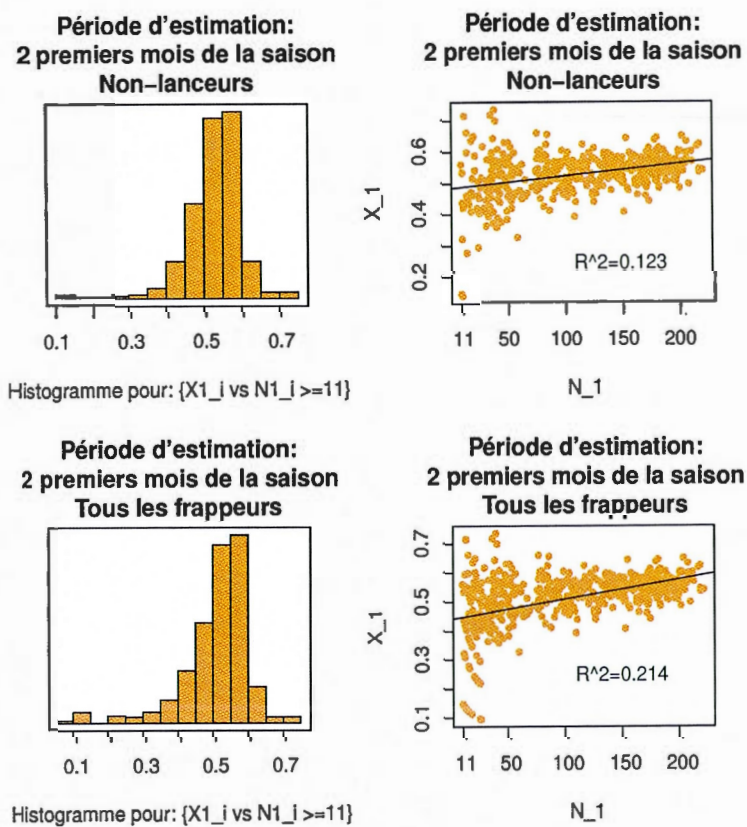 Période d'estimation:
2 premiers mois de la saison
Non−lanceurs
0.1 0.3 0.5 0.7
Histogramme pour: {X1_i vs N1_i >=11}
Période d'estimation:
2 premiers mois de la saison
Non−lanceurs
X_1
0.6
0.4
0.2
R^2=0.123
11 50 100 150 200
N_1
Période d'estimation:
2 premiers mois de la saison
Tous les frappeurs
0.1 0.3 0.5 0.7
Histogramme pour: {X1_i vs N1_i >=11}
Période d'estimation:
2 premiers mois de la saison
Tous les frappeurs
X_1
0.7
0.5
0.3
0.1
R^2=0.214
11 50 100 150 200
N_1